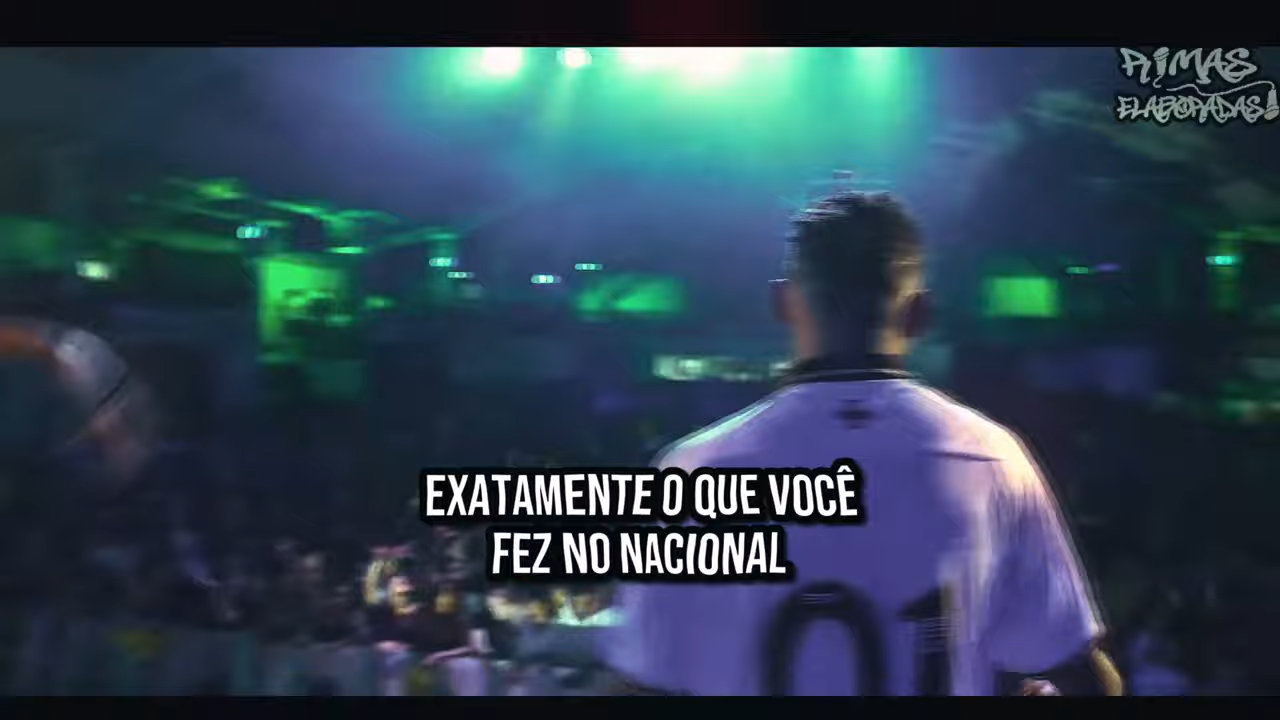 RIMAS
ELABORADAS!
EXATAMENTE O QUE VOCÊ
FEZ NO NACIONAL
01